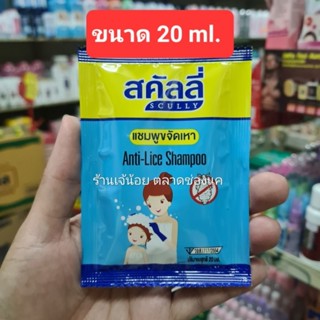 ขนาด 20 ml.
สคัลลี่
SCULLY
แชมพูขจัดเหา
Anti-Lice Shampoo
ร้านเจ้น้อย ตลาดช่องแค